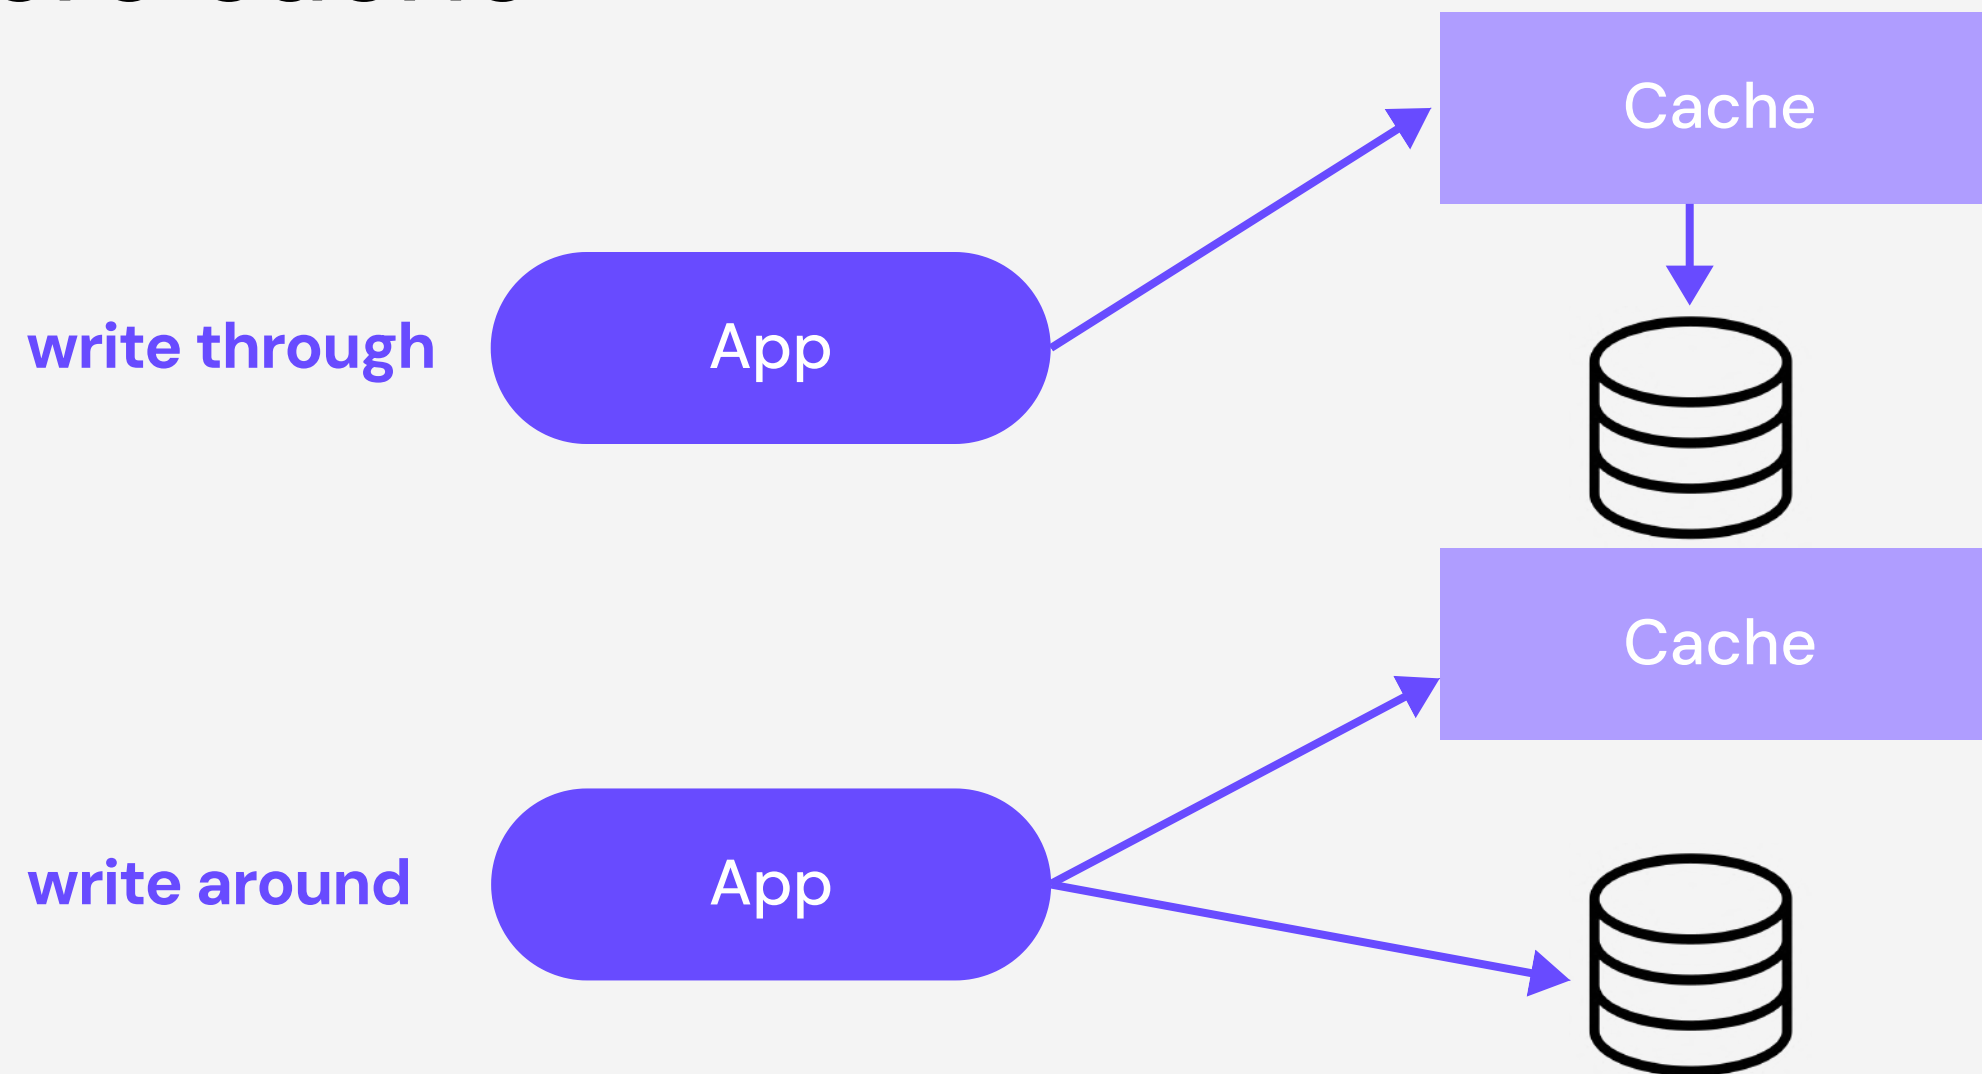 Cache
write through
App
Cache
write around
App